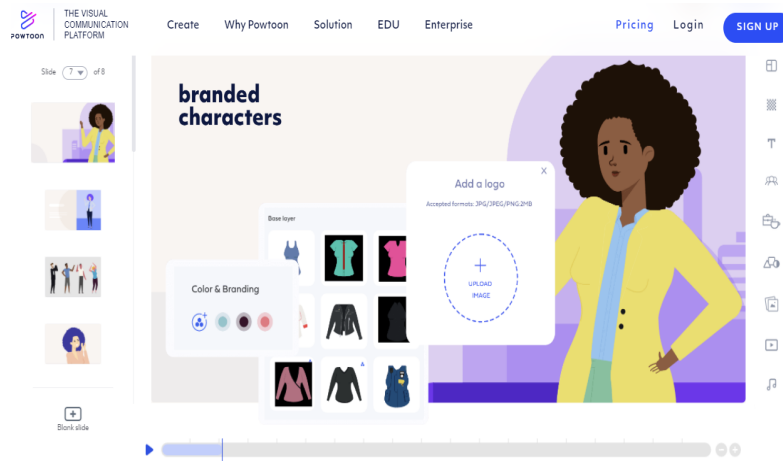 POWTOON
THE VISUAL
COMMUNICATION
PLATFORM
Create
Why Powtoon
Solution
EDU
Enterprise
Pricing
Login
SIGN UP
Slide 7 of 8
branded
characters
Add a logo
X
Accepted formats: JPG/JPEG/PNG,2MB
UPLOAD
IMAGE
Base layer
Color & Branding
Blank slide